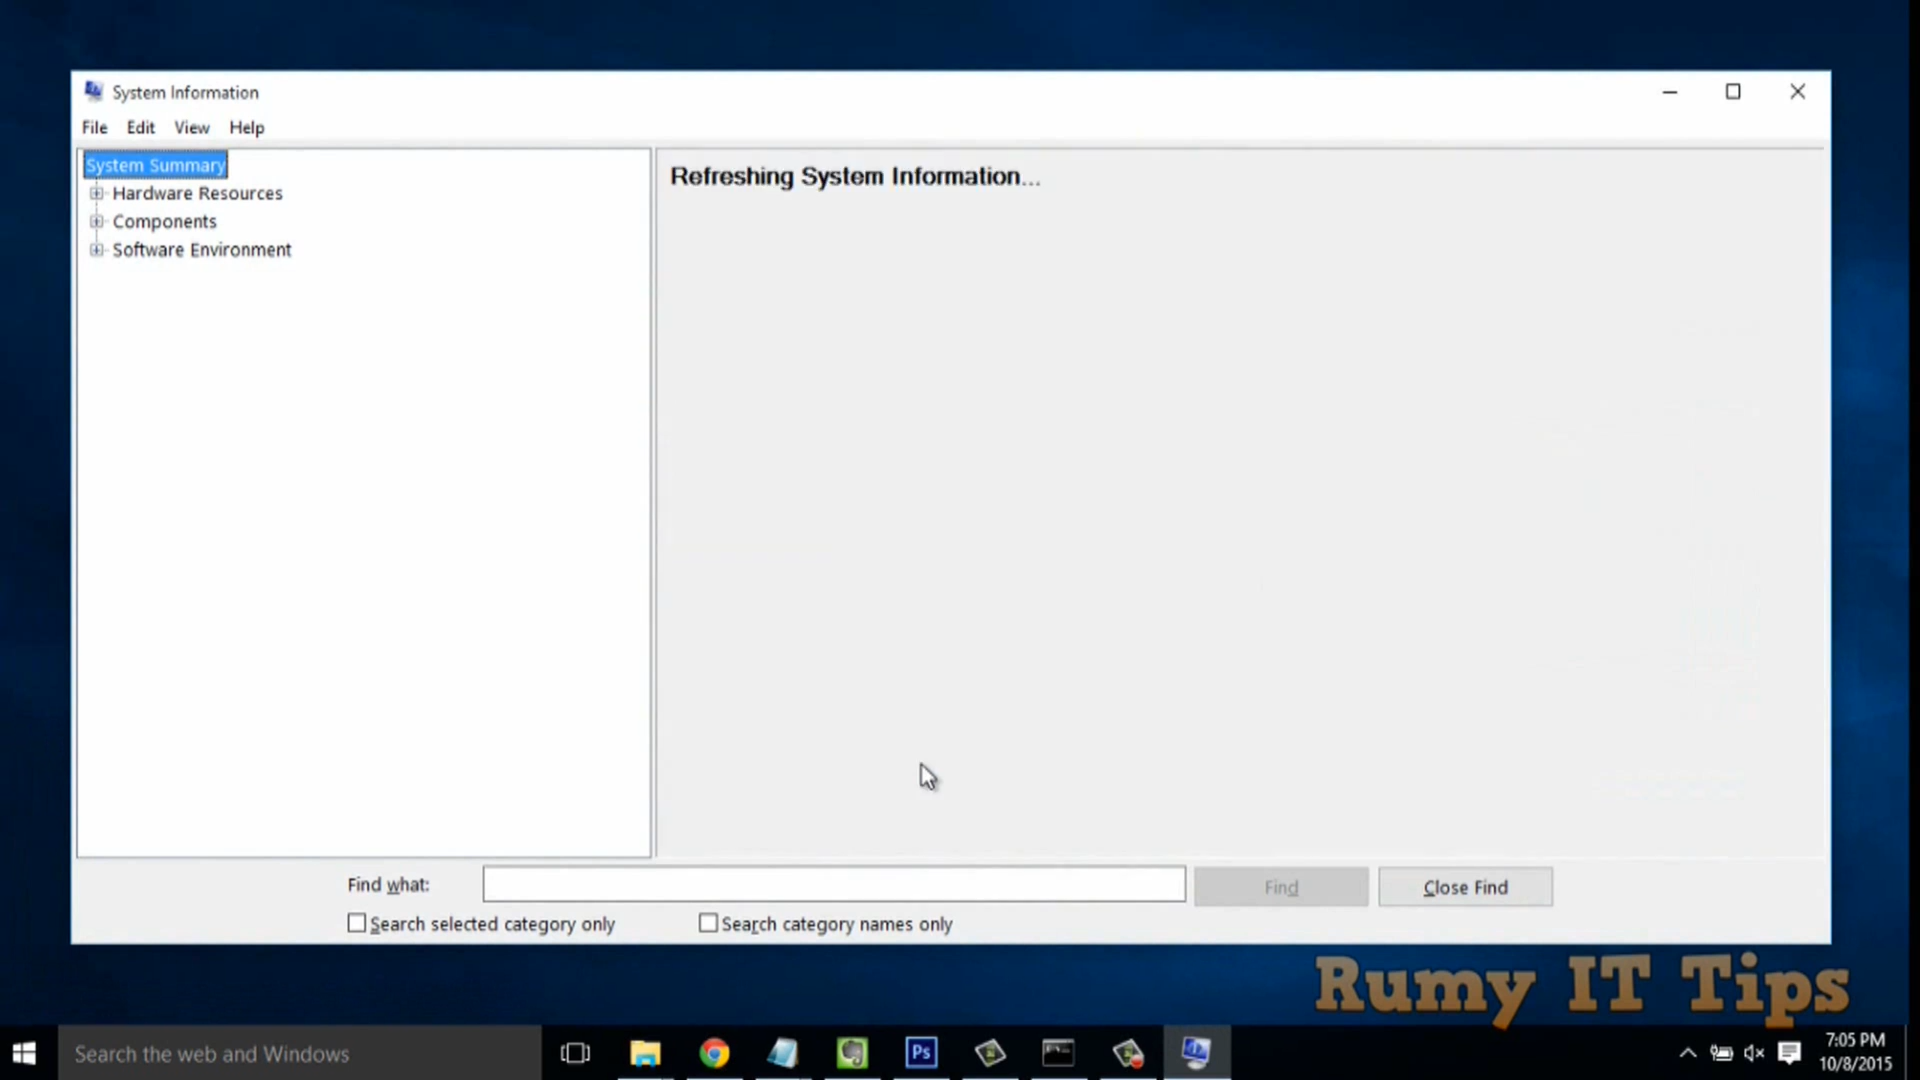 System Information
File Edit View Help
System Summary
Hardware Resources
Components
Software Environment
Refreshing System Information...
Find what:
Find
Close Find
Search selected category only
Search category names only
Rumy IT Tips
Search the web and Windows
Ps
7:05 PM
10/8/2015